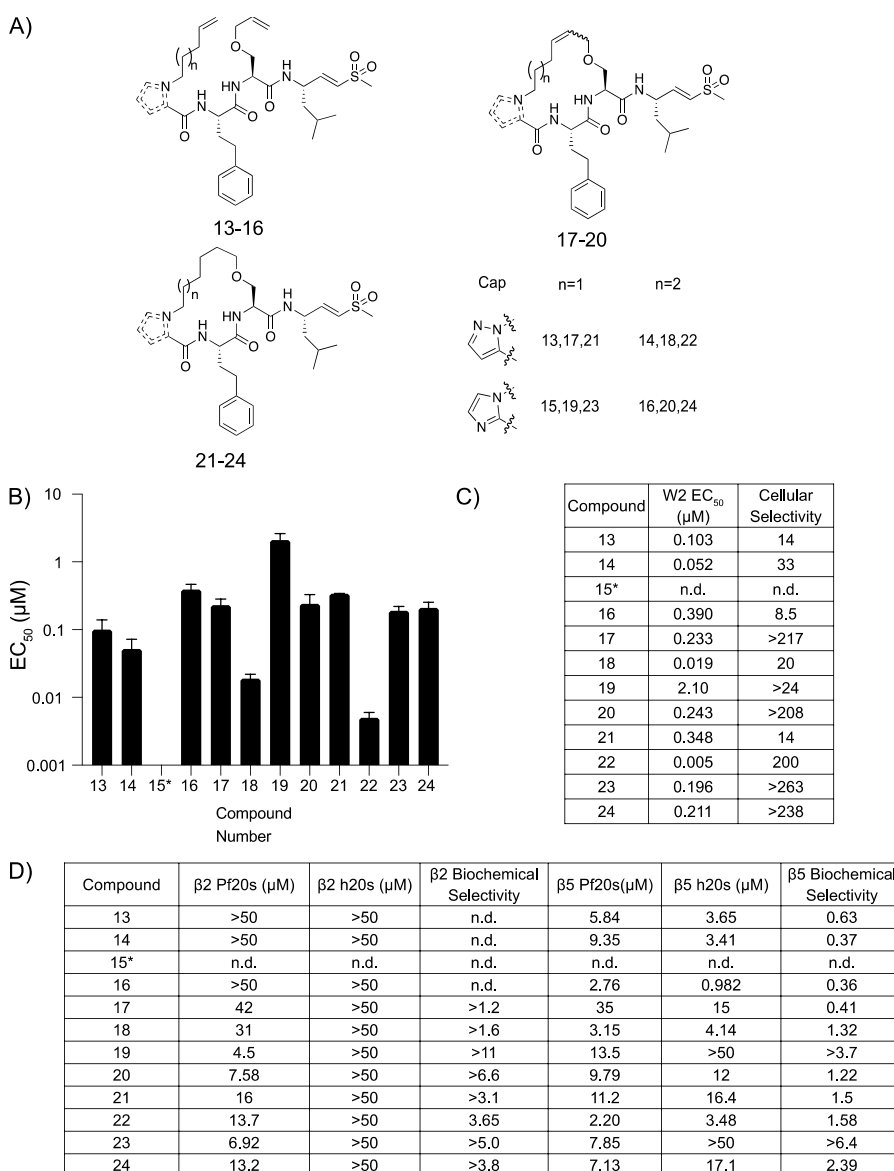 A)
n
N
O
H
N
O
O
N
H
O
H
N
O
S
O
13-16
n
N
O
H
N
O
O
N
H
O
H
N
O
S
O
17-20
n
N
O
H
N
O
O
N
H
O
H
N
O
S
O
21-24
Cap n=1 n=2
N N 13,17,21 14,18,22
N N 15,19,23 16,20,24
B)
EC50 (µM)
10
1
0.1
0.01
0.001
13 14 15* 16 17 18 19 20 21 22 23 24
Compound
Number
C)
Compound W2 EC50 (µM) Cellular Selectivity
13 0.103 14
14 0.052 33
15* n.d. n.d.
16 0.390 8.5
17 0.233 >217
18 0.019 20
19 2.10 >24
20 0.243 >208
21 0.348 14
22 0.005 200
23 0.196 >263
24 0.211 >238
D)
Compound β2 Pf20s (µM) β2 h20s (µM) β2 Biochemical Selectivity β5 Pf20s(µM) β5 h20s (µM) β5 Biochemical Selectivity
13 >50 >50 n.d. 5.84 3.65 0.63
14 >50 >50 n.d. 9.35 3.41 0.37
15* n.d. n.d. n.d. n.d. n.d. n.d.
16 >50 >50 n.d. 2.76 0.982 0.36
17 42 >50 >1.2 35 15 0.41
18 31 >50 >1.6 3.15 4.14 1.32
19 4.5 >50 >11 13.5 >50 >3.7
20 7.58 >50 >6.6 9.79 12 1.22
21 16 >50 >3.1 11.2 16.4 1.5
22 13.7 >50 3.65 2.20 3.48 1.58
23 6.92 >50 >5.0 7.85 >50 >6.4
24 13.2 >50 >3.8 7.13 17.1 2.39